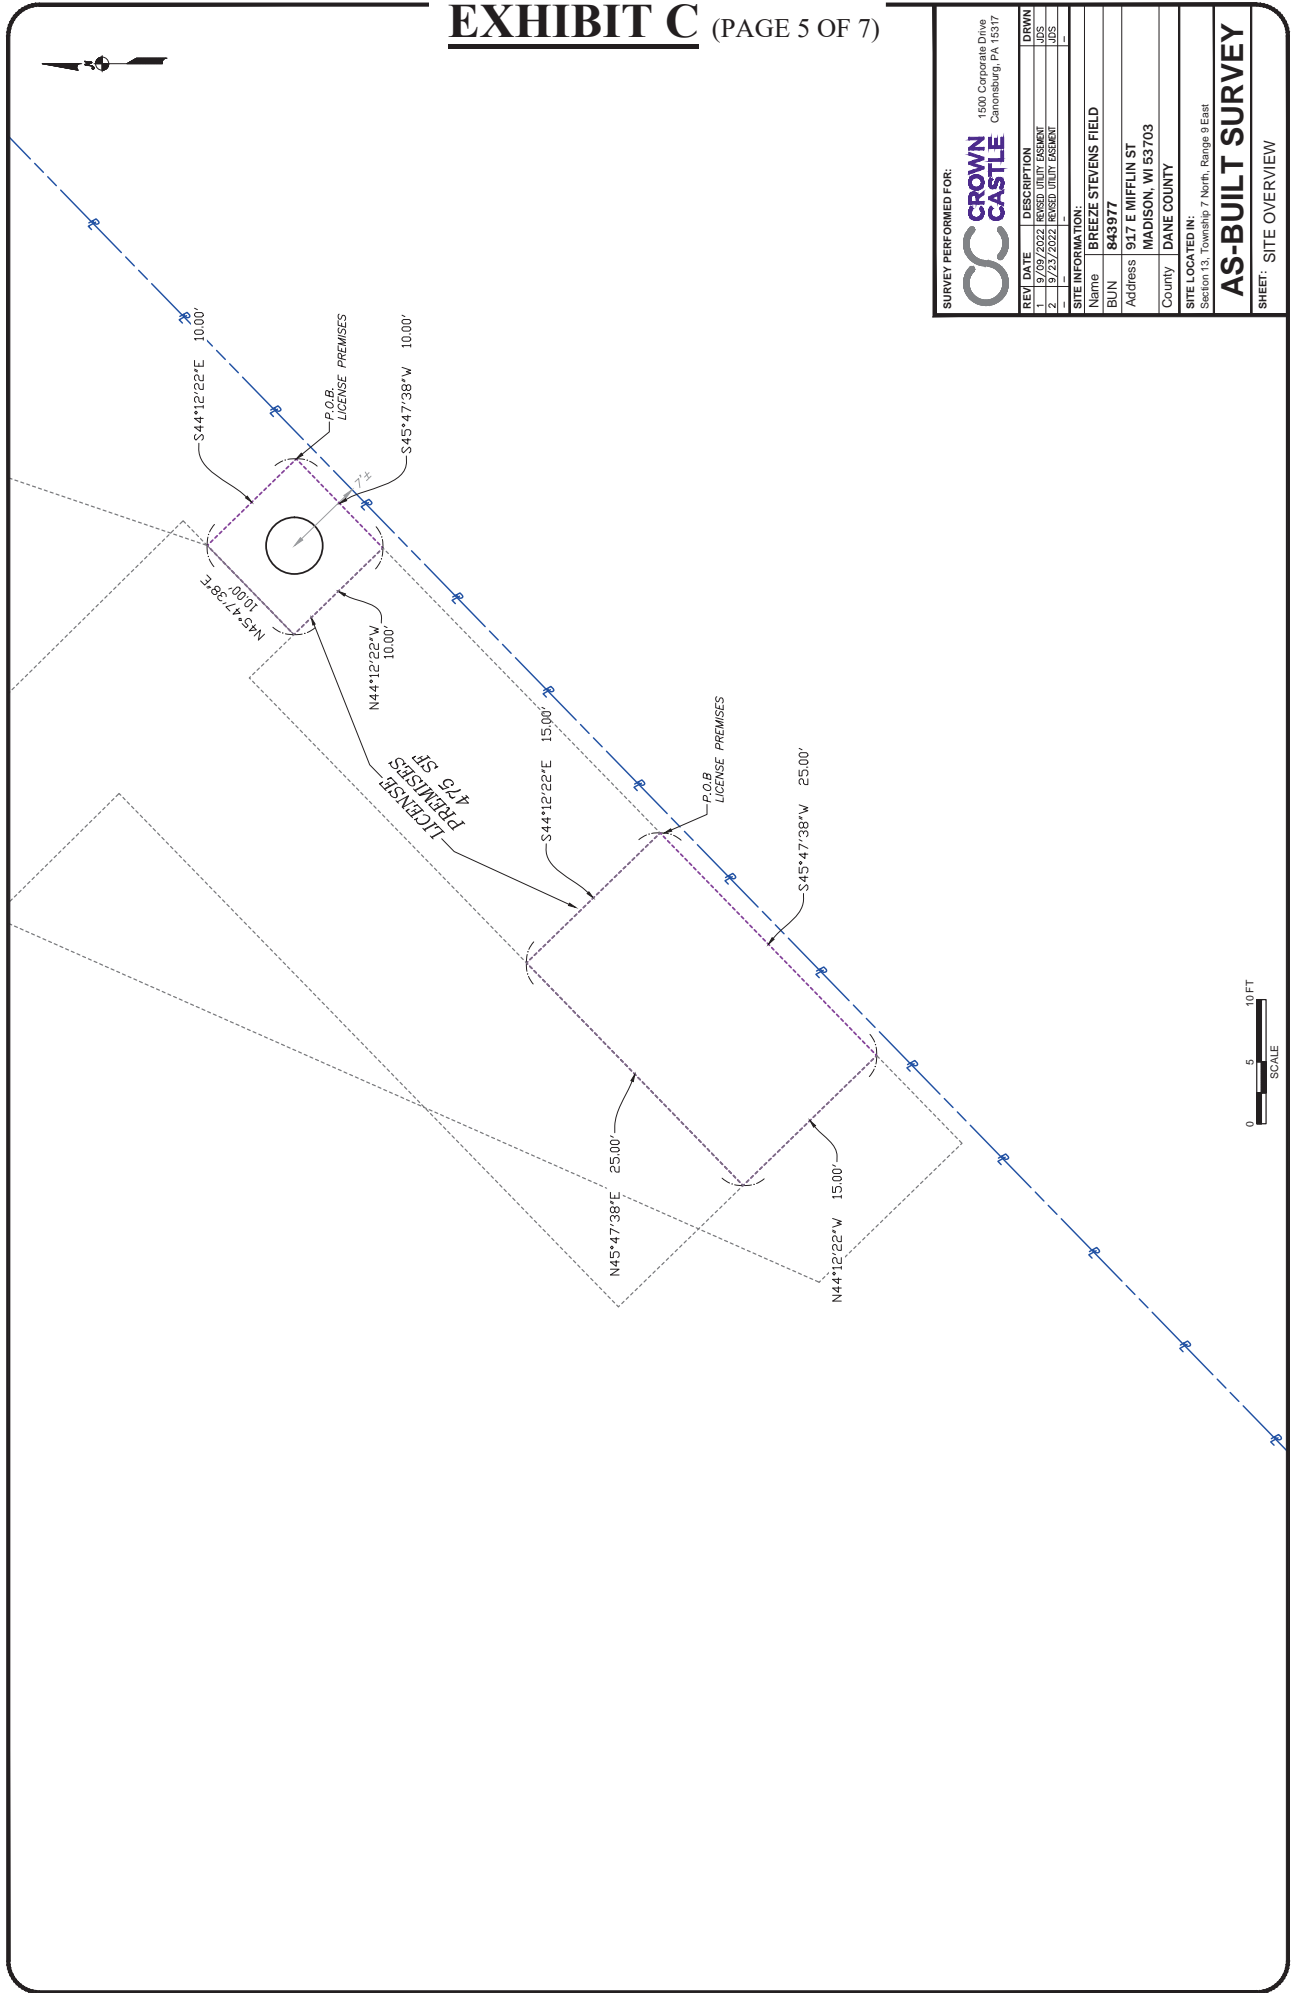 EXHIBIT C (PAGE 5 OF 7)
N
S44°12'22"E 10.00'
P.O.B.
LICENSE PREMISES
S45°47'38"W 10.00'
7'±
N45°47'38"E
10.00'
N44°12'22"W
10.00'
LICENSE
PREMISES
475 SF
S44°12'22"E 15.00'
P.O.B
LICENSE PREMISES
S45°47'38"W 25.00'
N45°47'38"E 25.00'
N44°12'22"W 15.00'
0 5 10 FT
SCALE
SURVEY PERFORMED FOR:
CROWN
CASTLE
1500 Corporate Drive
Canonsburg, PA 15317
REV DATE DESCRIPTION DRWN
1 9/09/2022 REVISED UTILITY EASEMENT JDS
2 9/23/2022 REVISED UTILITY EASEMENT JDS
– – – –
SITE INFORMATION:
Name BREEZE STEVENS FIELD
BUN 843977
Address 917 E MIFFLIN ST
MADISON, WI 53703
County DANE COUNTY
SITE LOCATED IN:
Section 13, Township 7 North, Range 9 East
AS-BUILT SURVEY
SHEET: SITE OVERVIEW